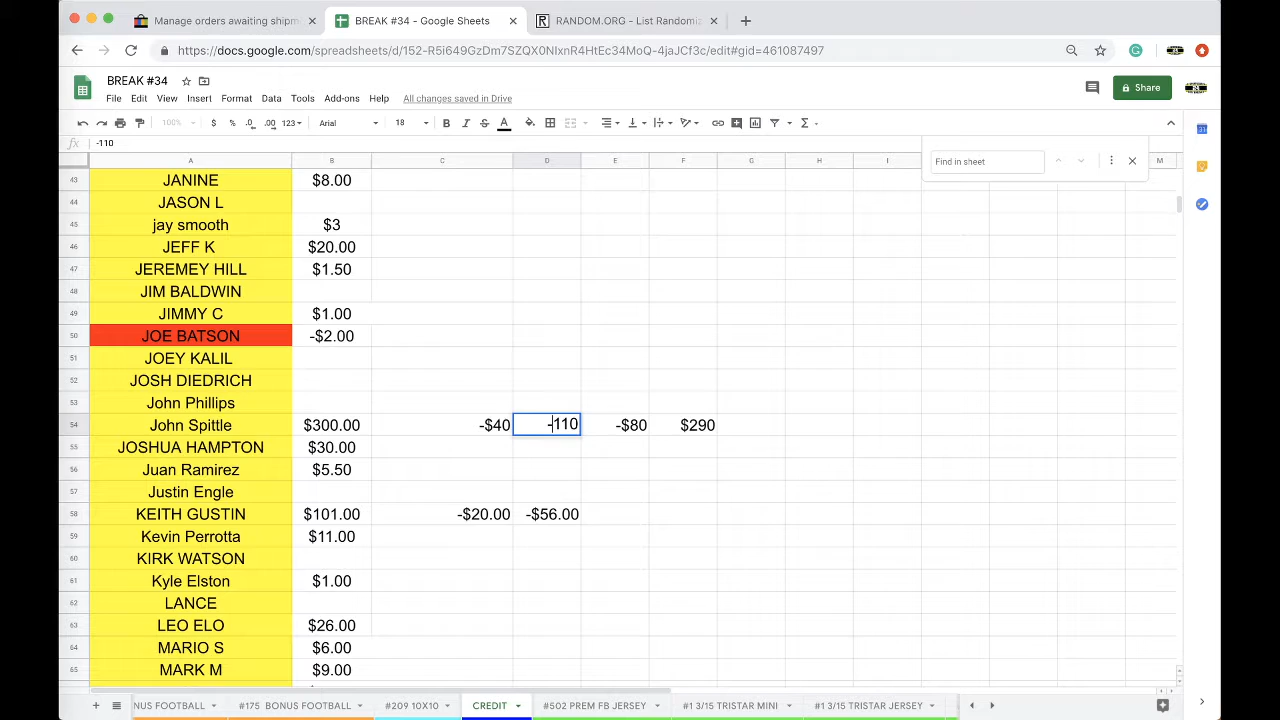 Manage orders awaiting shipm
BREAK #34 - Google Sheets
RANDOM.ORG - List Randomiz
https://docs.google.com/spreadsheets/d/152-R5i649GzDm7SZQX0NIxnR4HtEc34MoQ-4jaJCf3c/edit#gid=461087497
BREAK #34
File Edit View Insert Format Data Tools Add-ons Help All changes saved in Drive
Share
100% $ % .0 .00 123 Arial 18 B I S A
fx -110
Find in sheet
A B C D E F G H I M
43 JANINE $8.00
44 JASON L
45 jay smooth $3
46 JEFF K $20.00
47 JEREMEY HILL $1.50
48 JIM BALDWIN
49 JIMMY C $1.00
50 JOE BATSON -$2.00
51 JOEY KALIL
52 JOSH DIEDRICH
53 John Phillips
54 John Spittle $300.00 -$40 -110 -$80 $290
55 JOSHUA HAMPTON $30.00
56 Juan Ramirez $5.50
57 Justin Engle
58 KEITH GUSTIN $101.00 -$20.00 -$56.00
59 Kevin Perrotta $11.00
60 KIRK WATSON
61 Kyle Elston $1.00
62 LANCE
63 LEO ELO $26.00
64 MARIO S $6.00
65 MARK M $9.00
NUS FOOTBALL #175 BONUS FOOTBALL #209 10X10 CREDIT #502 PREM FB JERSEY #1 3/15 TRISTAR MINI #1 3/15 TRISTAR JERSEY